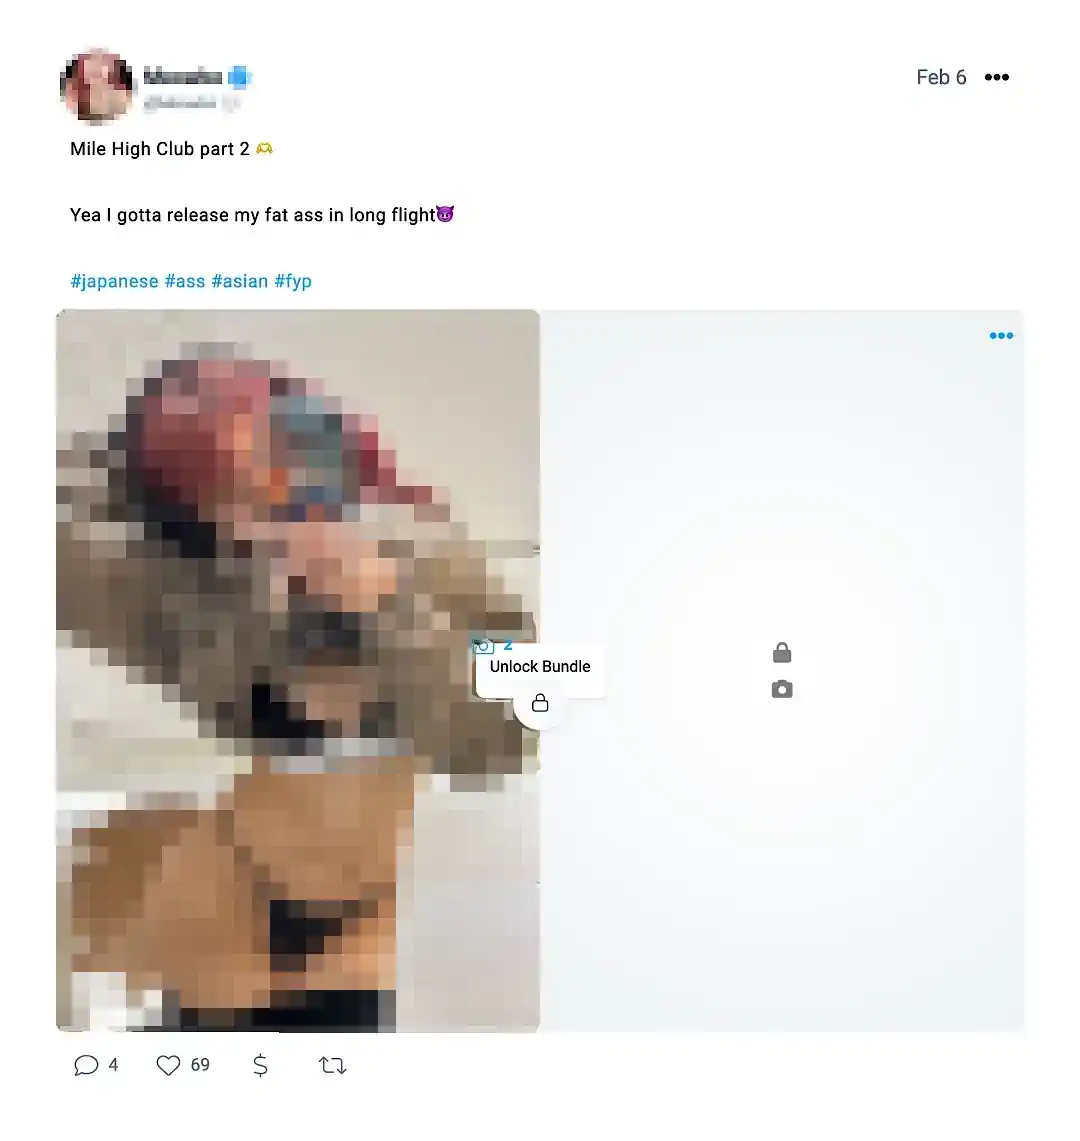 Feb 6
Mile High Club part 2 🫶
Yea I gotta release my fat ass in long flight😈
#japanese #ass #asian #fyp
2
Unlock Bundle
4 69